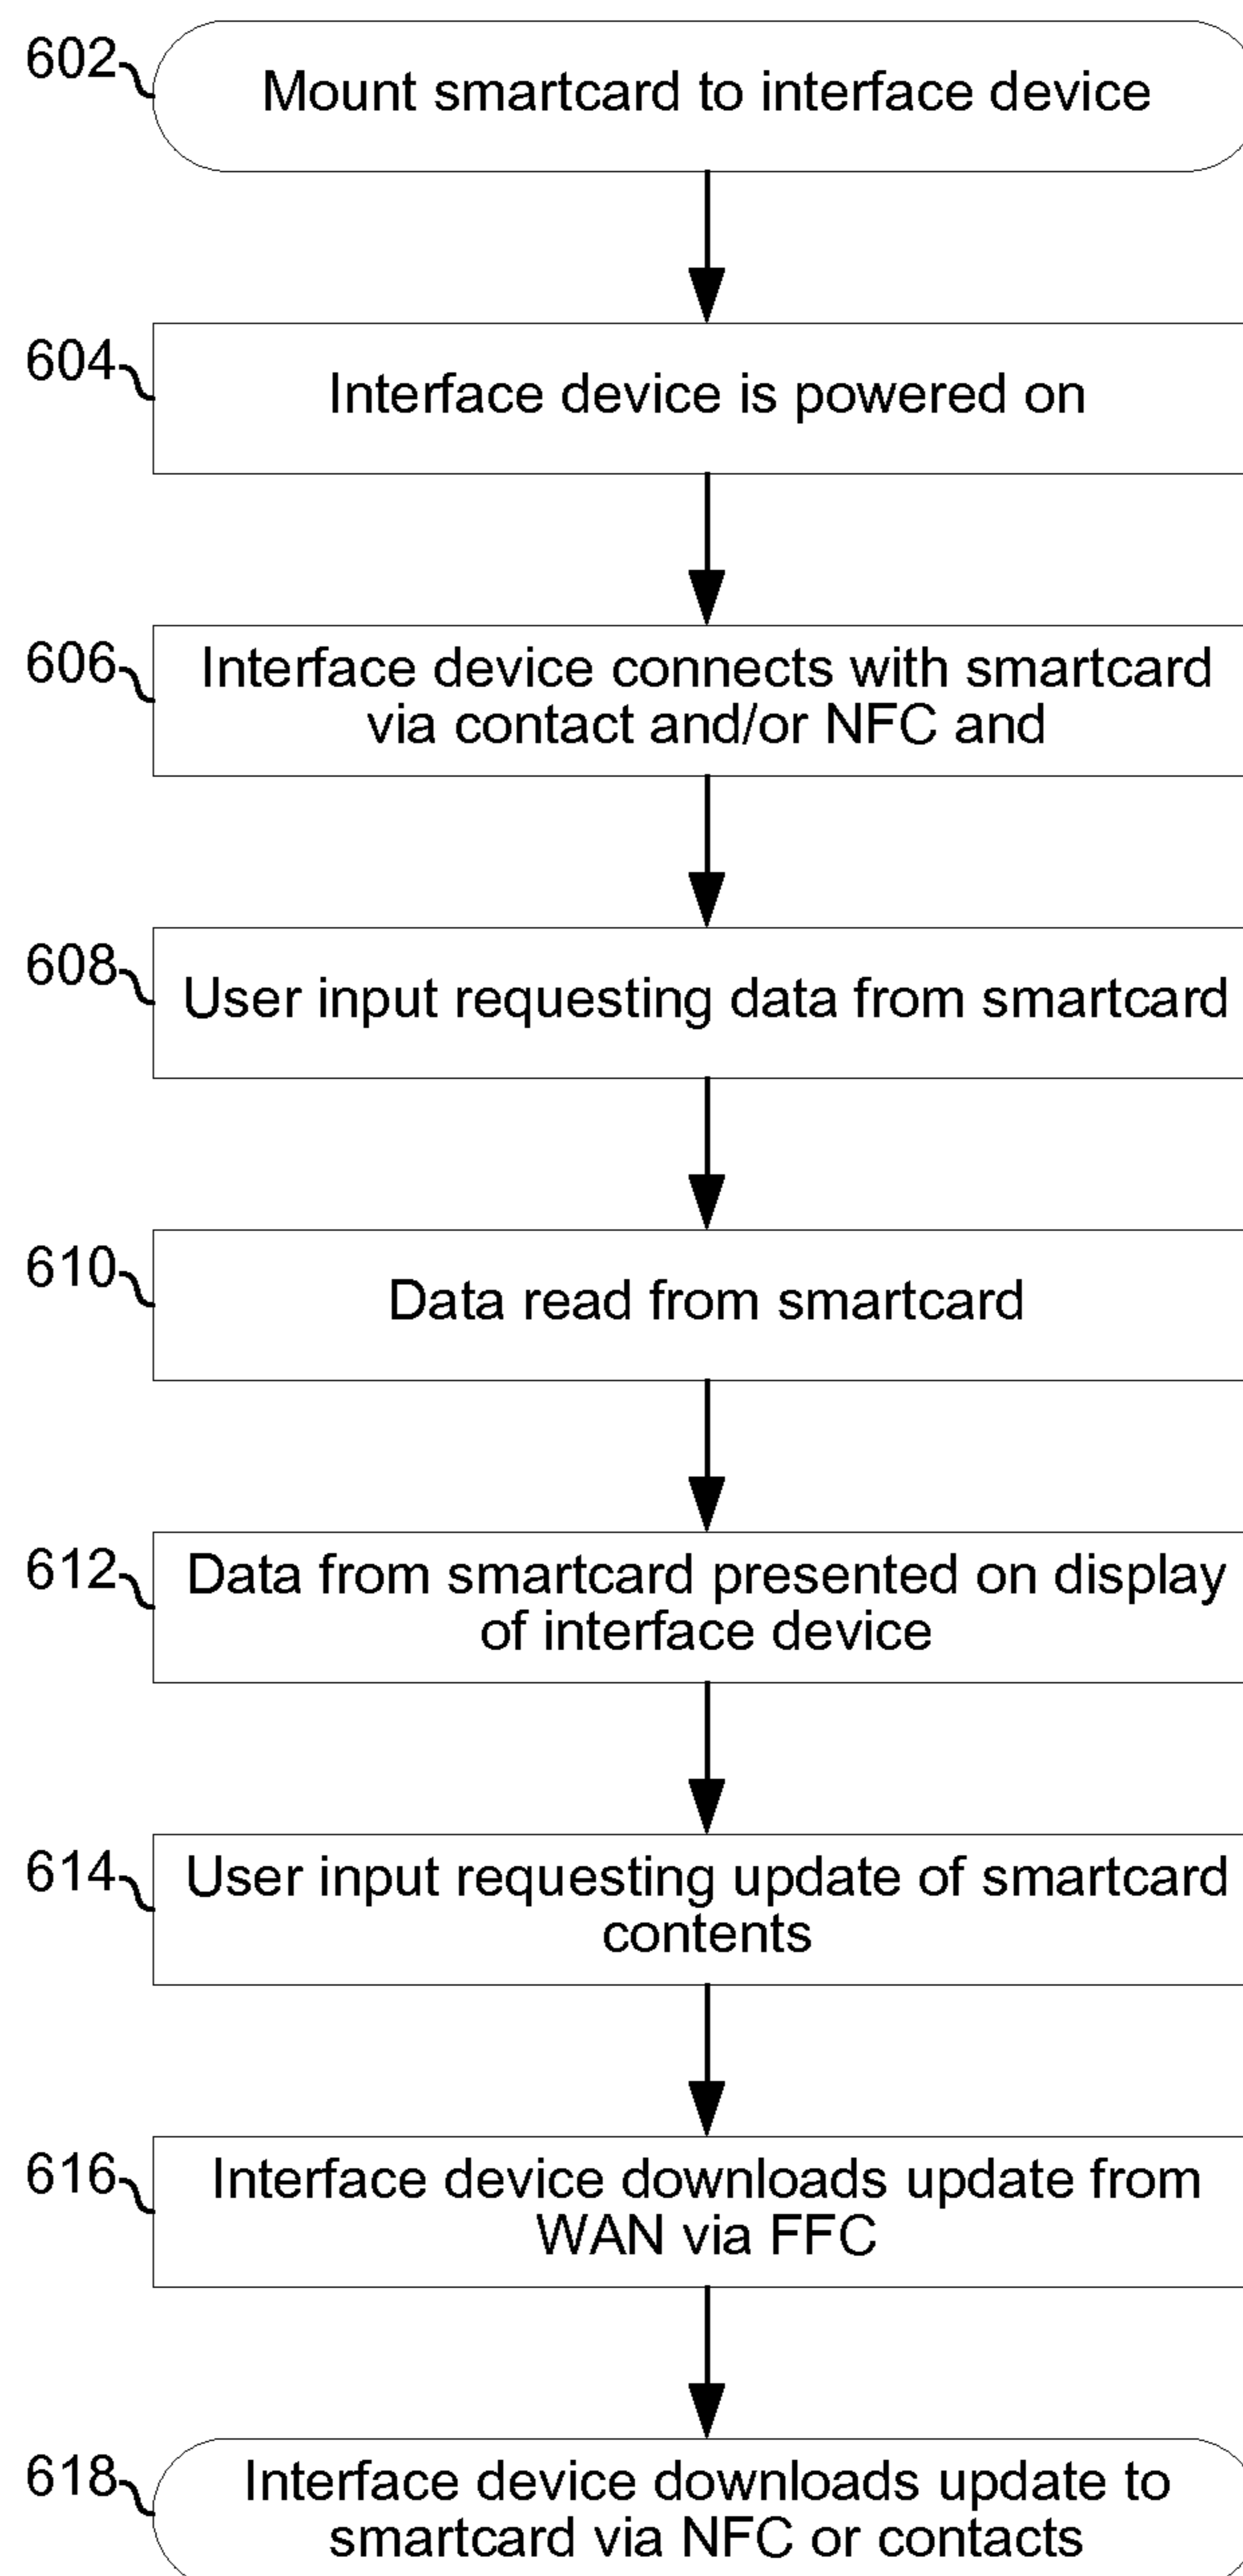 602
Mount smartcard to interface device
604
Interface device is powered on
606
Interface device connects with smartcard
via contact and/or NFC and
608
User input requesting data from smartcard
610
Data read from smartcard
612
Data from smartcard presented on display
of interface device
614
User input requesting update of smartcard
contents
616
Interface device downloads update from
WAN via FFC
618
Interface device downloads update to
smartcard via NFC or contacts